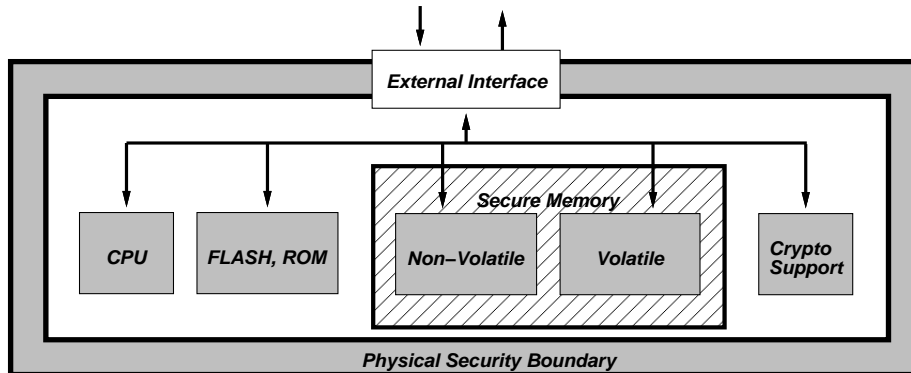 External Interface
Secure Memory
CPU
FLASH, ROM
Non−Volatile
Volatile
Crypto
Support
Physical Security Boundary